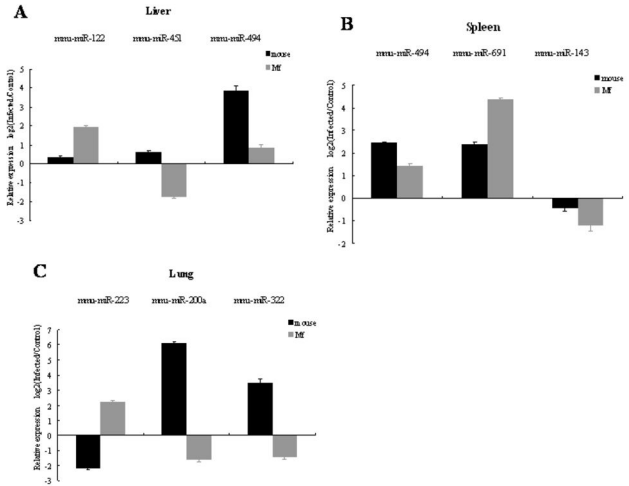 A
Liver
mmu-miR-122 mmu-miR-451 mmu-miR-494
mouse
Mf
Relative expression log2(Infected/Control)
5
4
3
2
1
0
-1
-2
-3
B
Spleen
mmu-miR-494 mmu-miR-691 mmu-miR-143
mouse
Mf
Relative expression log2(Infected/Control)
5
4
3
2
1
0
-1
-2
C
Lung
mmu-miR-223 mmu-miR-200a mmu-miR-322
mouse
Mf
Relative expression log2(Infected/Control)
7
6
5
4
3
2
1
0
-1
-2
-3